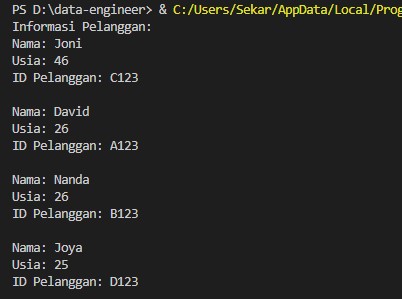 PS D:\data-engineer> & C:/Users/Sekar/AppData/Local/Prog
Informasi Pelanggan:
Nama: Joni
Usia: 46
ID Pelanggan: C123
Nama: David
Usia: 26
ID Pelanggan: A123
Nama: Nanda
Usia: 26
ID Pelanggan: B123
Nama: Joya
Usia: 25
ID Pelanggan: D123